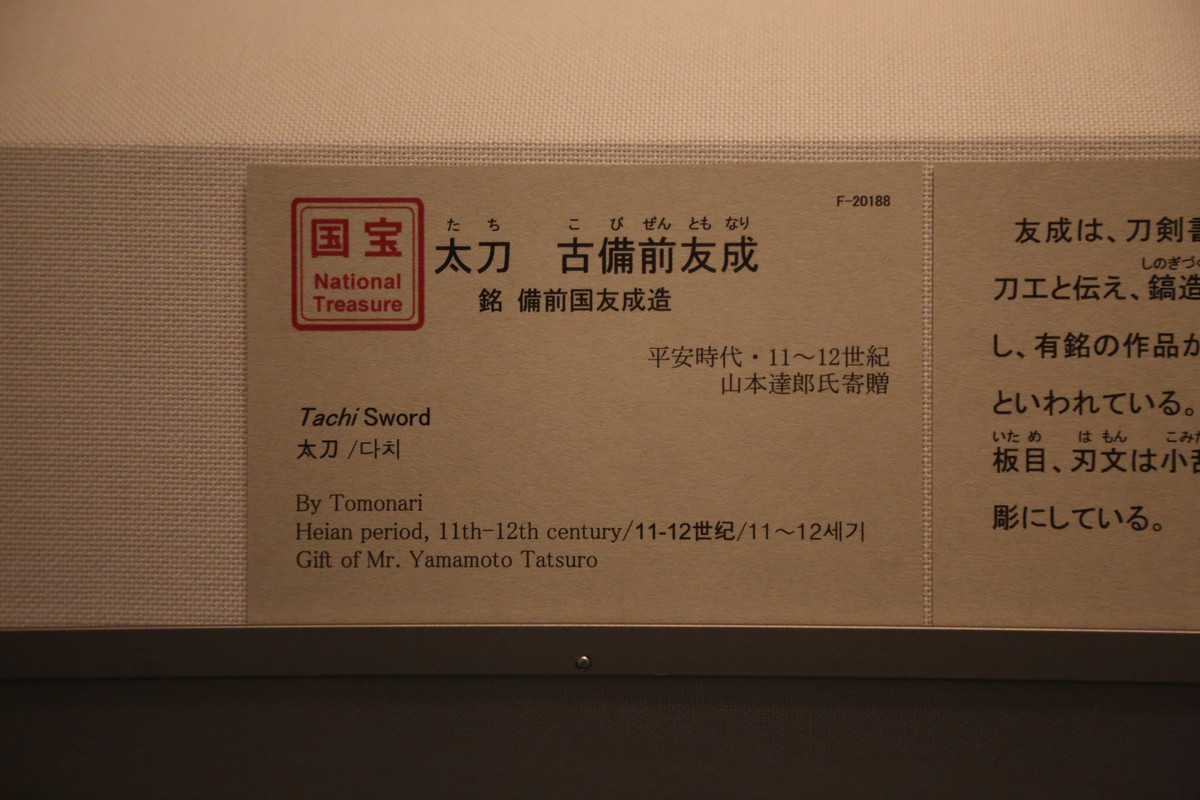 F-20188
国宝
National
Treasure
た ち こ び ぜん とも なり
太刀 古備前友成
銘 備前国友成造
平安時代・11～12世紀
山本達郎氏寄贈
Tachi Sword
太刀 /다치
By Tomonari
Heian period, 11th-12th century/11-12世纪/11～12세기
Gift of Mr. Yamamoto Tatsuro
友成は、刀剣
しのぎづ
刀工と伝え、鎬造
し、有銘の作品か
といわれている。
いため はもん こみだ
板目、刃文は小乱
彫にしている。